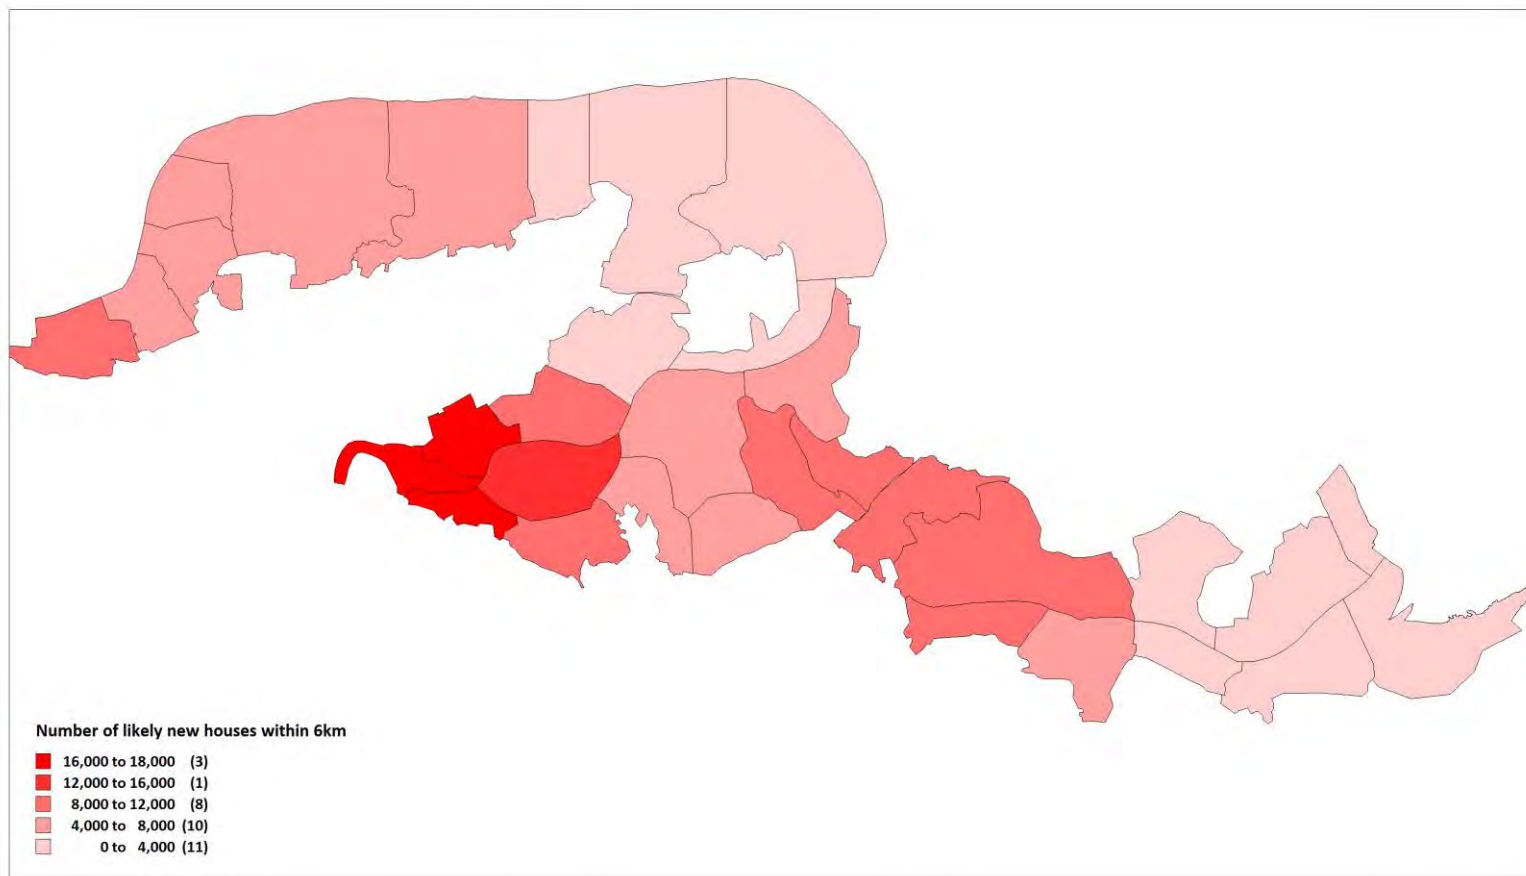 Number of likely new houses within 6km
16,000 to 18,000 (3)
12,000 to 16,000 (1)
8,000 to 12,000 (8)
4,000 to 8,000 (10)
0 to 4,000 (11)